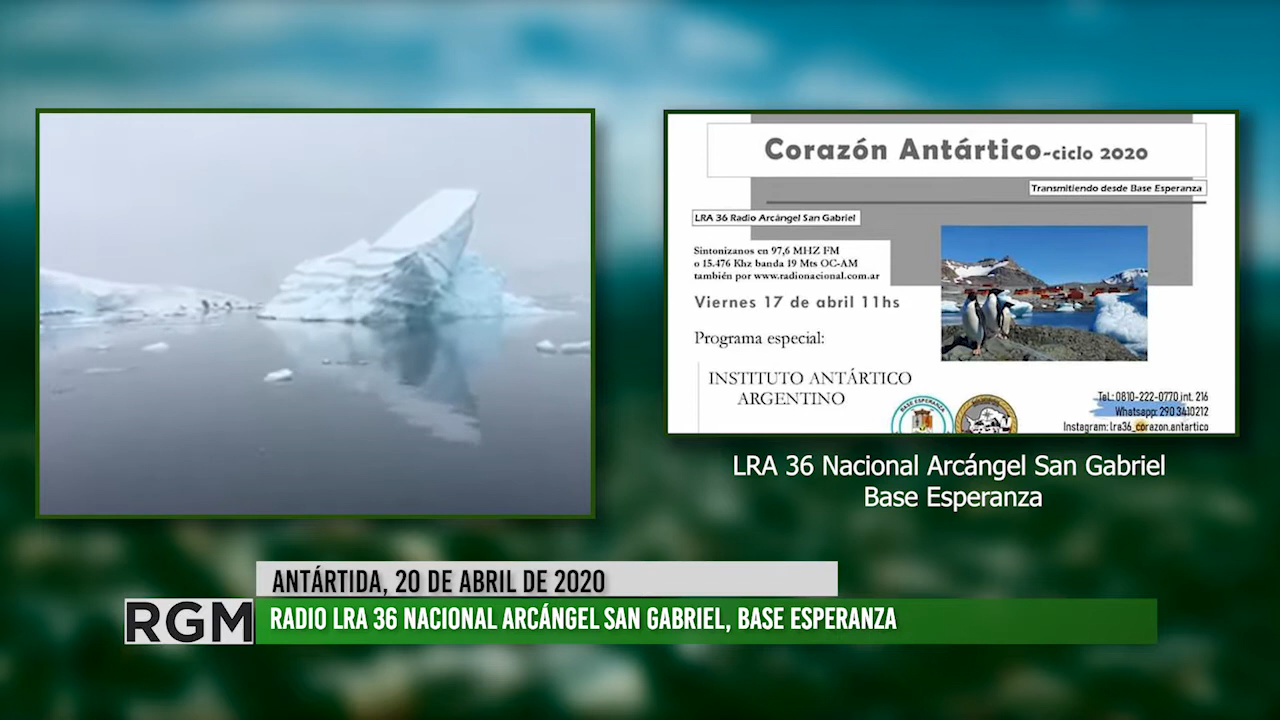 Corazón Antártico-ciclo 2020
Transmitiendo desde Base Esperanza
LRA 36 Radio Arcángel San Gabriel
Sintonizanos en 97,6 MHZ FM
o 15.476 Khz banda 19 Mts OC-AM
también por www.radionacional.com.ar
Viernes 17 de abril 11hs
Programa especial:
INSTITUTO ANTÁRTICO
ARGENTINO
BASE ESPERANZA
Tel.: 0810-222-0770 int. 216
Whatsapp: 290 3410212
Instagram: lra36_corazon.antartico
LRA 36 Nacional Arcángel San Gabriel
Base Esperanza
ANTÁRTIDA, 20 DE ABRIL DE 2020
RGM
RADIO LRA 36 NACIONAL ARCÁNGEL SAN GABRIEL, BASE ESPERANZA